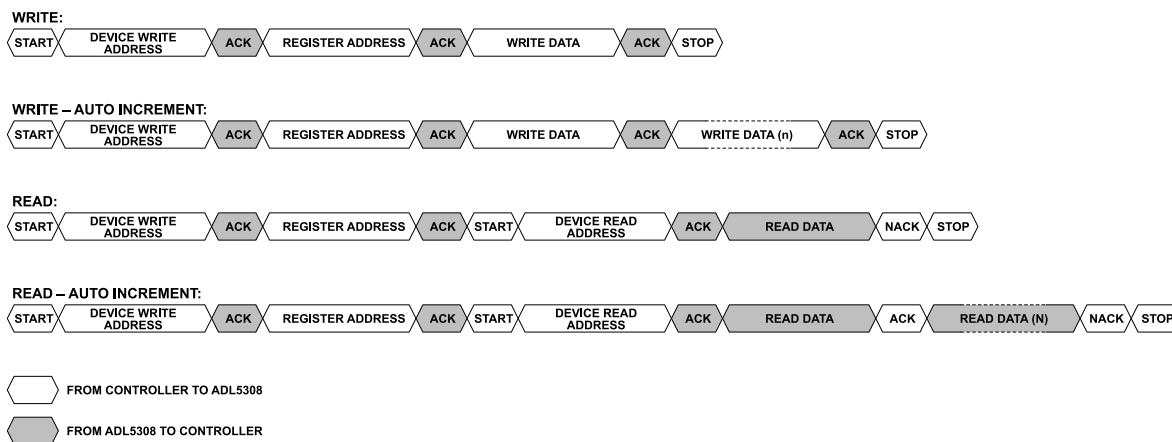 WRITE:
START DEVICE WRITE ADDRESS ACK REGISTER ADDRESS ACK WRITE DATA ACK STOP
WRITE – AUTO INCREMENT:
START DEVICE WRITE ADDRESS ACK REGISTER ADDRESS ACK WRITE DATA ACK WRITE DATA (n) ACK STOP
READ:
START DEVICE WRITE ADDRESS ACK REGISTER ADDRESS ACK START DEVICE READ ADDRESS ACK READ DATA NACK STOP
READ – AUTO INCREMENT:
START DEVICE WRITE ADDRESS ACK REGISTER ADDRESS ACK START DEVICE READ ADDRESS ACK READ DATA ACK READ DATA (N) NACK STOP
FROM CONTROLLER TO ADL5308
FROM ADL5308 TO CONTROLLER